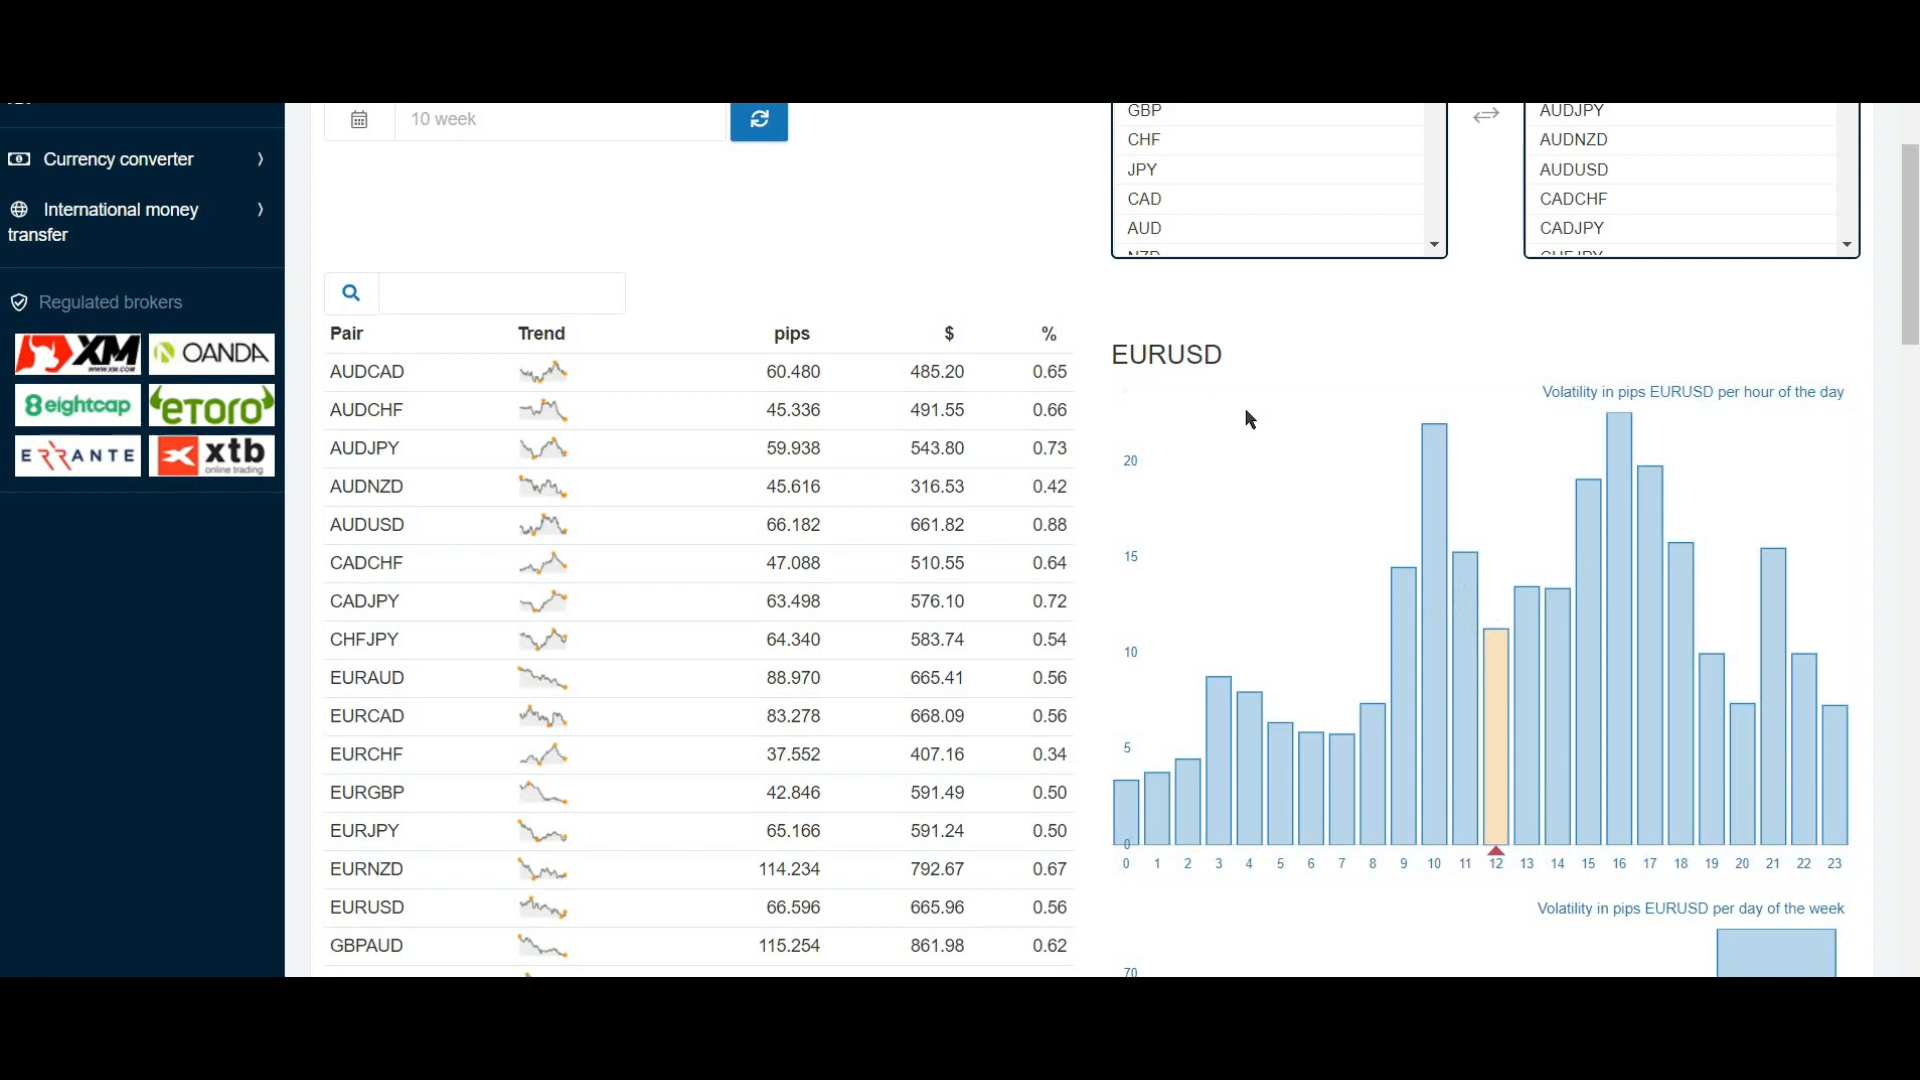 10 week
GBP
CHF
JPY
CAD
AUD
AUDJPY
AUDNZD
AUDUSD
CADCHF
CADJPY
Currency converter
International money
transfer
Regulated brokers
XM
WWW.XM.COM
OANDA
8eightcap
eToro
ERRANTE
xtb
online trading
Pair Trend pips $ %
AUDCAD 60.480 485.20 0.65
AUDCHF 45.336 491.55 0.66
AUDJPY 59.938 543.80 0.73
AUDNZD 45.616 316.53 0.42
AUDUSD 66.182 661.82 0.88
CADCHF 47.088 510.55 0.64
CADJPY 63.498 576.10 0.72
CHFJPY 64.340 583.74 0.54
EURAUD 88.970 665.41 0.56
EURCAD 83.278 668.09 0.56
EURCHF 37.552 407.16 0.34
EURGBP 42.846 591.49 0.50
EURJPY 65.166 591.24 0.50
EURNZD 114.234 792.67 0.67
EURUSD 66.596 665.96 0.56
GBPAUD 115.254 861.98 0.62
EURUSD
Volatility in pips EURUSD per hour of the day
20
15
10
5
0
0 1 2 3 4 5 6 7 8 9 10 11 12 13 14 15 16 17 18 19 20 21 22 23
Volatility in pips EURUSD per day of the week
70